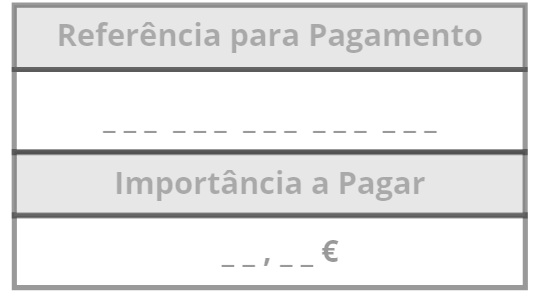 Referência para Pagamento
_ _ _  _ _ _  _ _ _  _ _ _  _ _ _
Importância a Pagar
_ _ , _ _ €